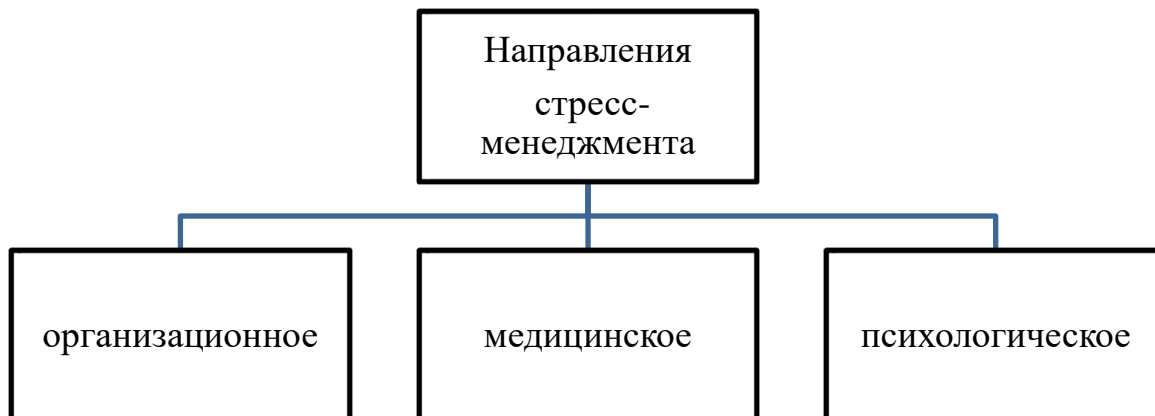 Направления
стресс-
менеджмента
организационное
медицинское
психологическое